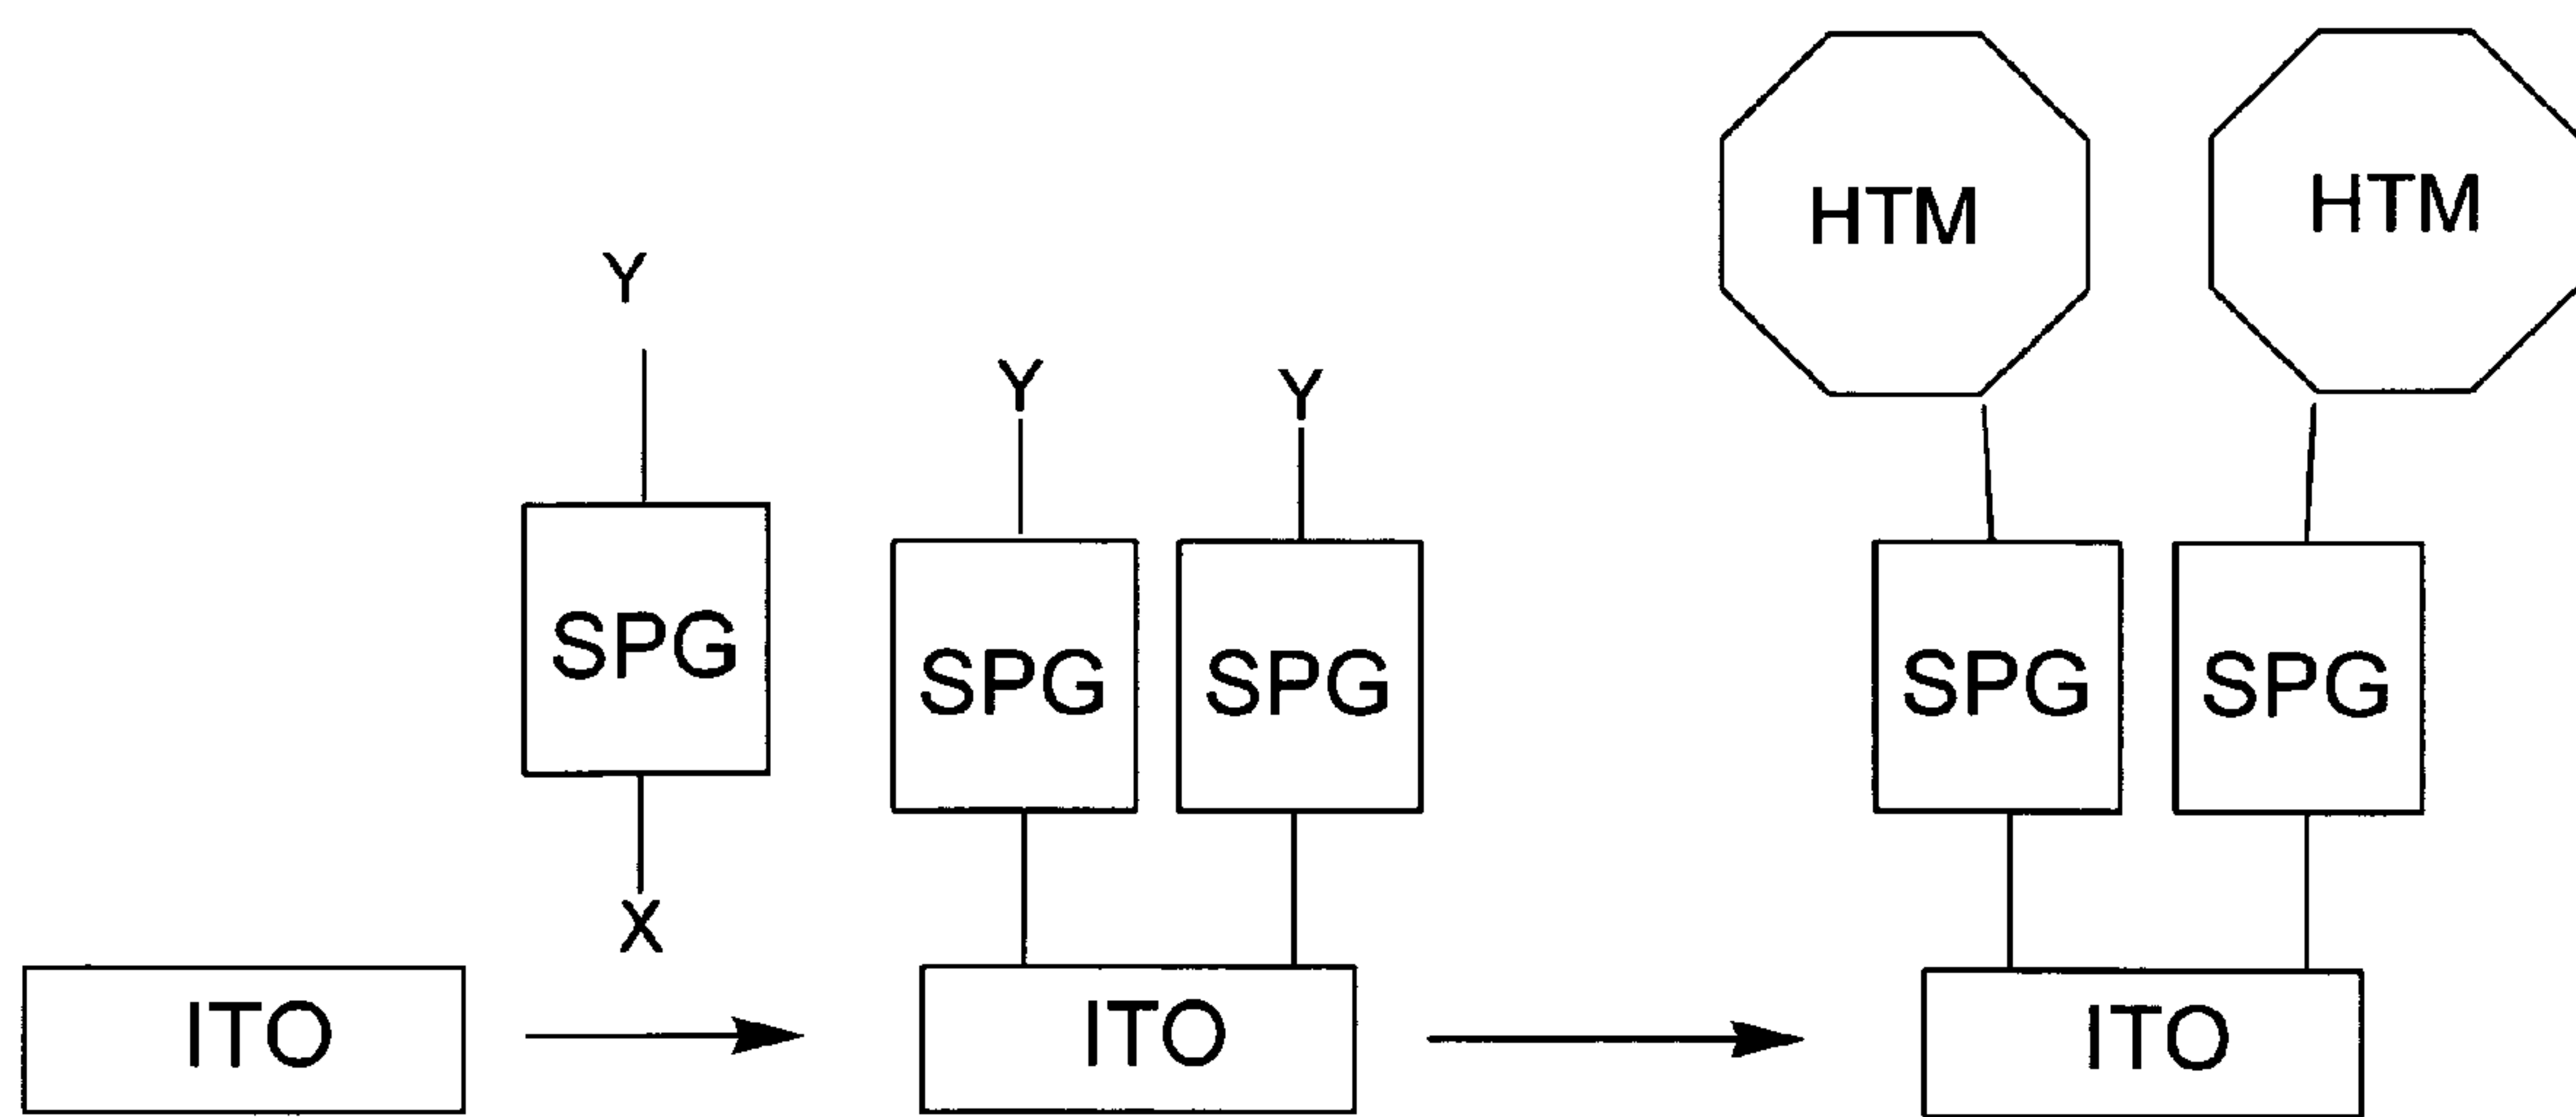 HTM HTM
Y
Y Y
SPG
SPG SPG SPG SPG
X
ITO ITO ITO